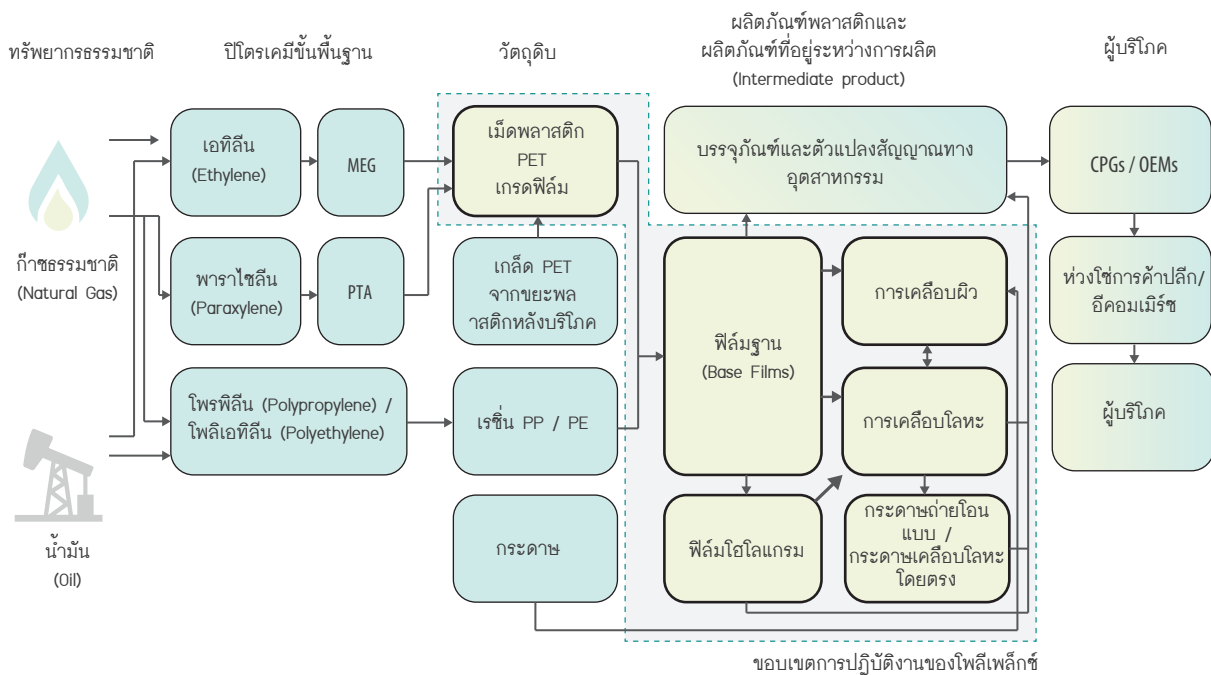 ทรัพยากรธรรมชาติ
ปิโตรเคมีขั้นพื้นฐาน
วัตถุดิบ
ผลิตภัณฑ์พลาสติกและ
ผลิตภัณฑ์ที่อยู่ระหว่างการผลิต
(Intermediate product)
ผู้บริโภค
ก๊าซธรรมชาติ
(Natural Gas)
น้ำมัน
(Oil)
เอทิลีน
(Ethylene)
MEG
พาราไซลีน
(Paraxylene)
PTA
โพรพิลีน (Polypropylene) /
โพลิเอทิลีน (Polyethylene)
เม็ดพลาสติก
PET
เกรดฟิล์ม
เกล็ด PET
จากขยะพล
าสติกหลังบริโภค
เรซิ่น PP / PE
กระดาษ
บรรจุภัณฑ์และตัวแปลงสัญญาณทาง
อุตสาหกรรม
ฟิล์มฐาน
(Base Films)
การเคลือบผิว
การเคลือบโลหะ
ฟิล์มโฮโลแกรม
กระดาษถ่ายโอน
แบบ /
กระดาษเคลือบโลหะ
โดยตรง
CPGs / OEMs
ห่วงโซ่การค้าปลีก/
อีคอมเมิร์ซ
ผู้บริโภค
ขอบเขตการปฏิบัติงานของโพลีเพล็กซ์